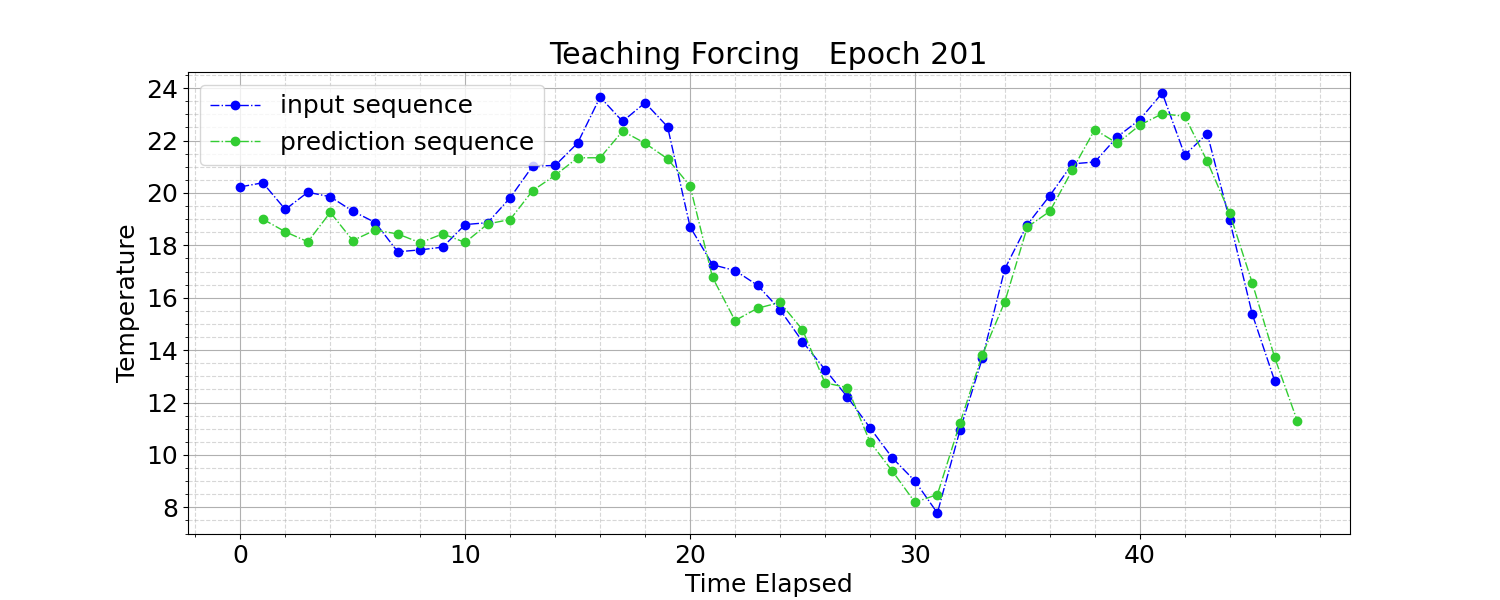 Teaching Forcing   Epoch 201
input sequence
prediction sequence
Temperature
24
22
20
18
16
14
12
10
8
0 10 20 30 40
Time Elapsed